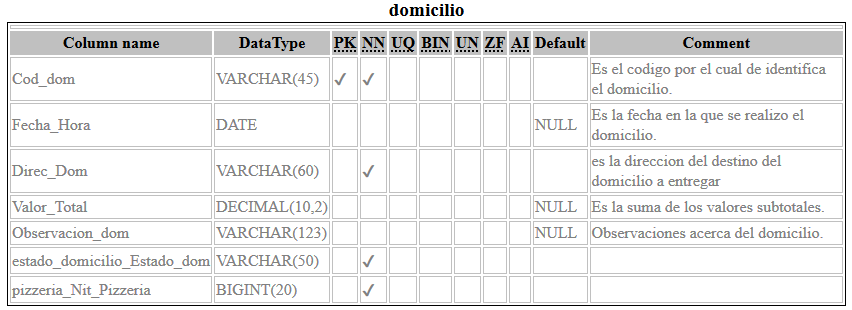 domicilio
Column name DataType PK NN UQ BIN UN ZF AI Default Comment
Cod_dom VARCHAR(45) ✔ ✔ Es el codigo por el cual de identifica
el domicilio.
Fecha_Hora DATE NULL Es la fecha en la que se realizo el
domicilio.
Direc_Dom VARCHAR(60) ✔ es la direccion del destino del
domicilio a entregar
Valor_Total DECIMAL(10,2) NULL Es la suma de los valores subtotales.
Observacion_dom VARCHAR(123) NULL Observaciones acerca del domicilio.
estado_domicilio_Estado_dom VARCHAR(50) ✔
pizzeria_Nit_Pizzeria BIGINT(20) ✔